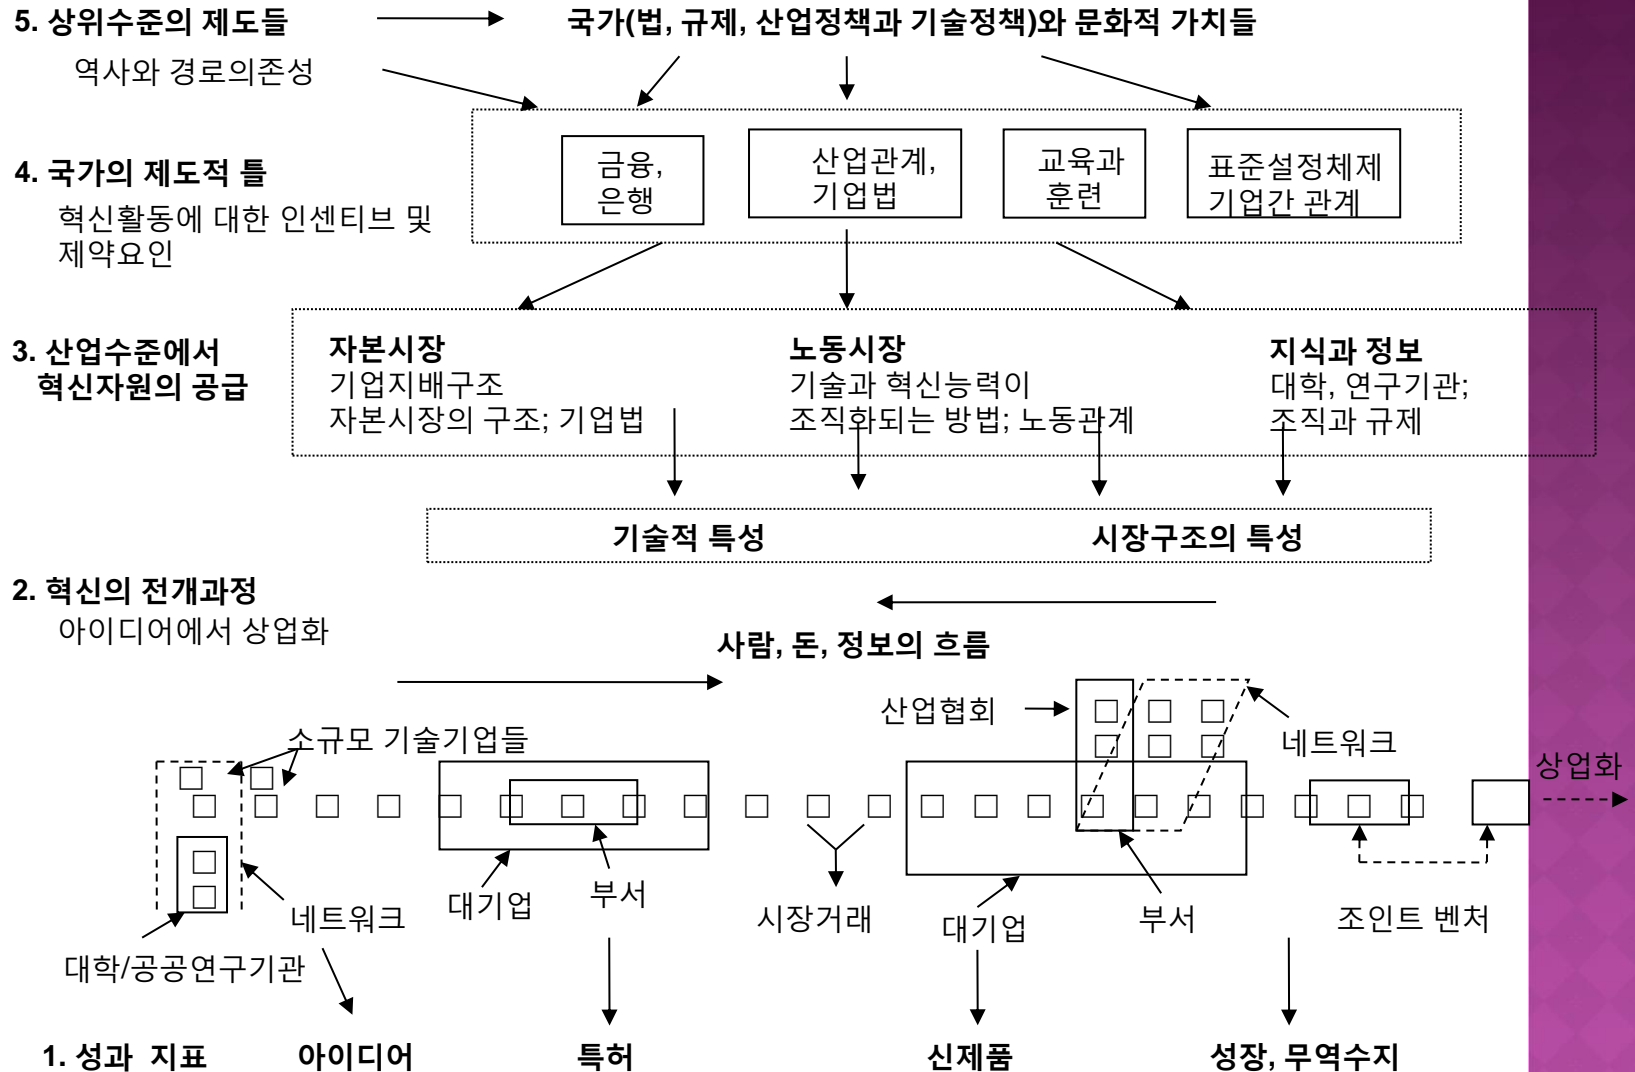 5. 상위수준의 제도들
국가(법, 규제, 산업정책과 기술정책)와 문화적 가치들
역사와 경로의존성
4. 국가의 제도적 틀
혁신활동에 대한 인센티브 및
제약요인
금융,
은행
산업관계,
기업법
교육과
훈련
표준설정체제
기업간 관계
3. 산업수준에서
혁신자원의 공급
자본시장
기업지배구조
자본시장의 구조; 기업법
노동시장
기술과 혁신능력이
조직화되는 방법; 노동관계
지식과 정보
대학, 연구기관;
조직과 규제
기술적 특성
시장구조의 특성
2. 혁신의 전개과정
아이디어에서 상업화
사람, 돈, 정보의 흐름
산업협회
네트워크
소규모 기술기업들
상업화
대기업
부서
네트워크
시장거래
대기업
부서
조인트 벤처
대학/공공연구기관
1. 성과 지표
아이디어
특허
신제품
성장, 무역수지